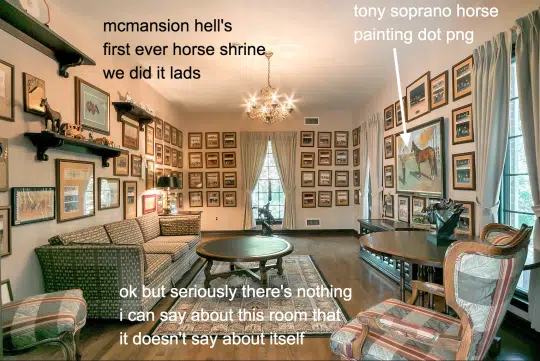 mcmansion hell's
first ever horse shrine
we did it lads
tony soprano horse
painting dot png
ok but seriously there's nothing
i can say about this room that
it doesn't say about itself